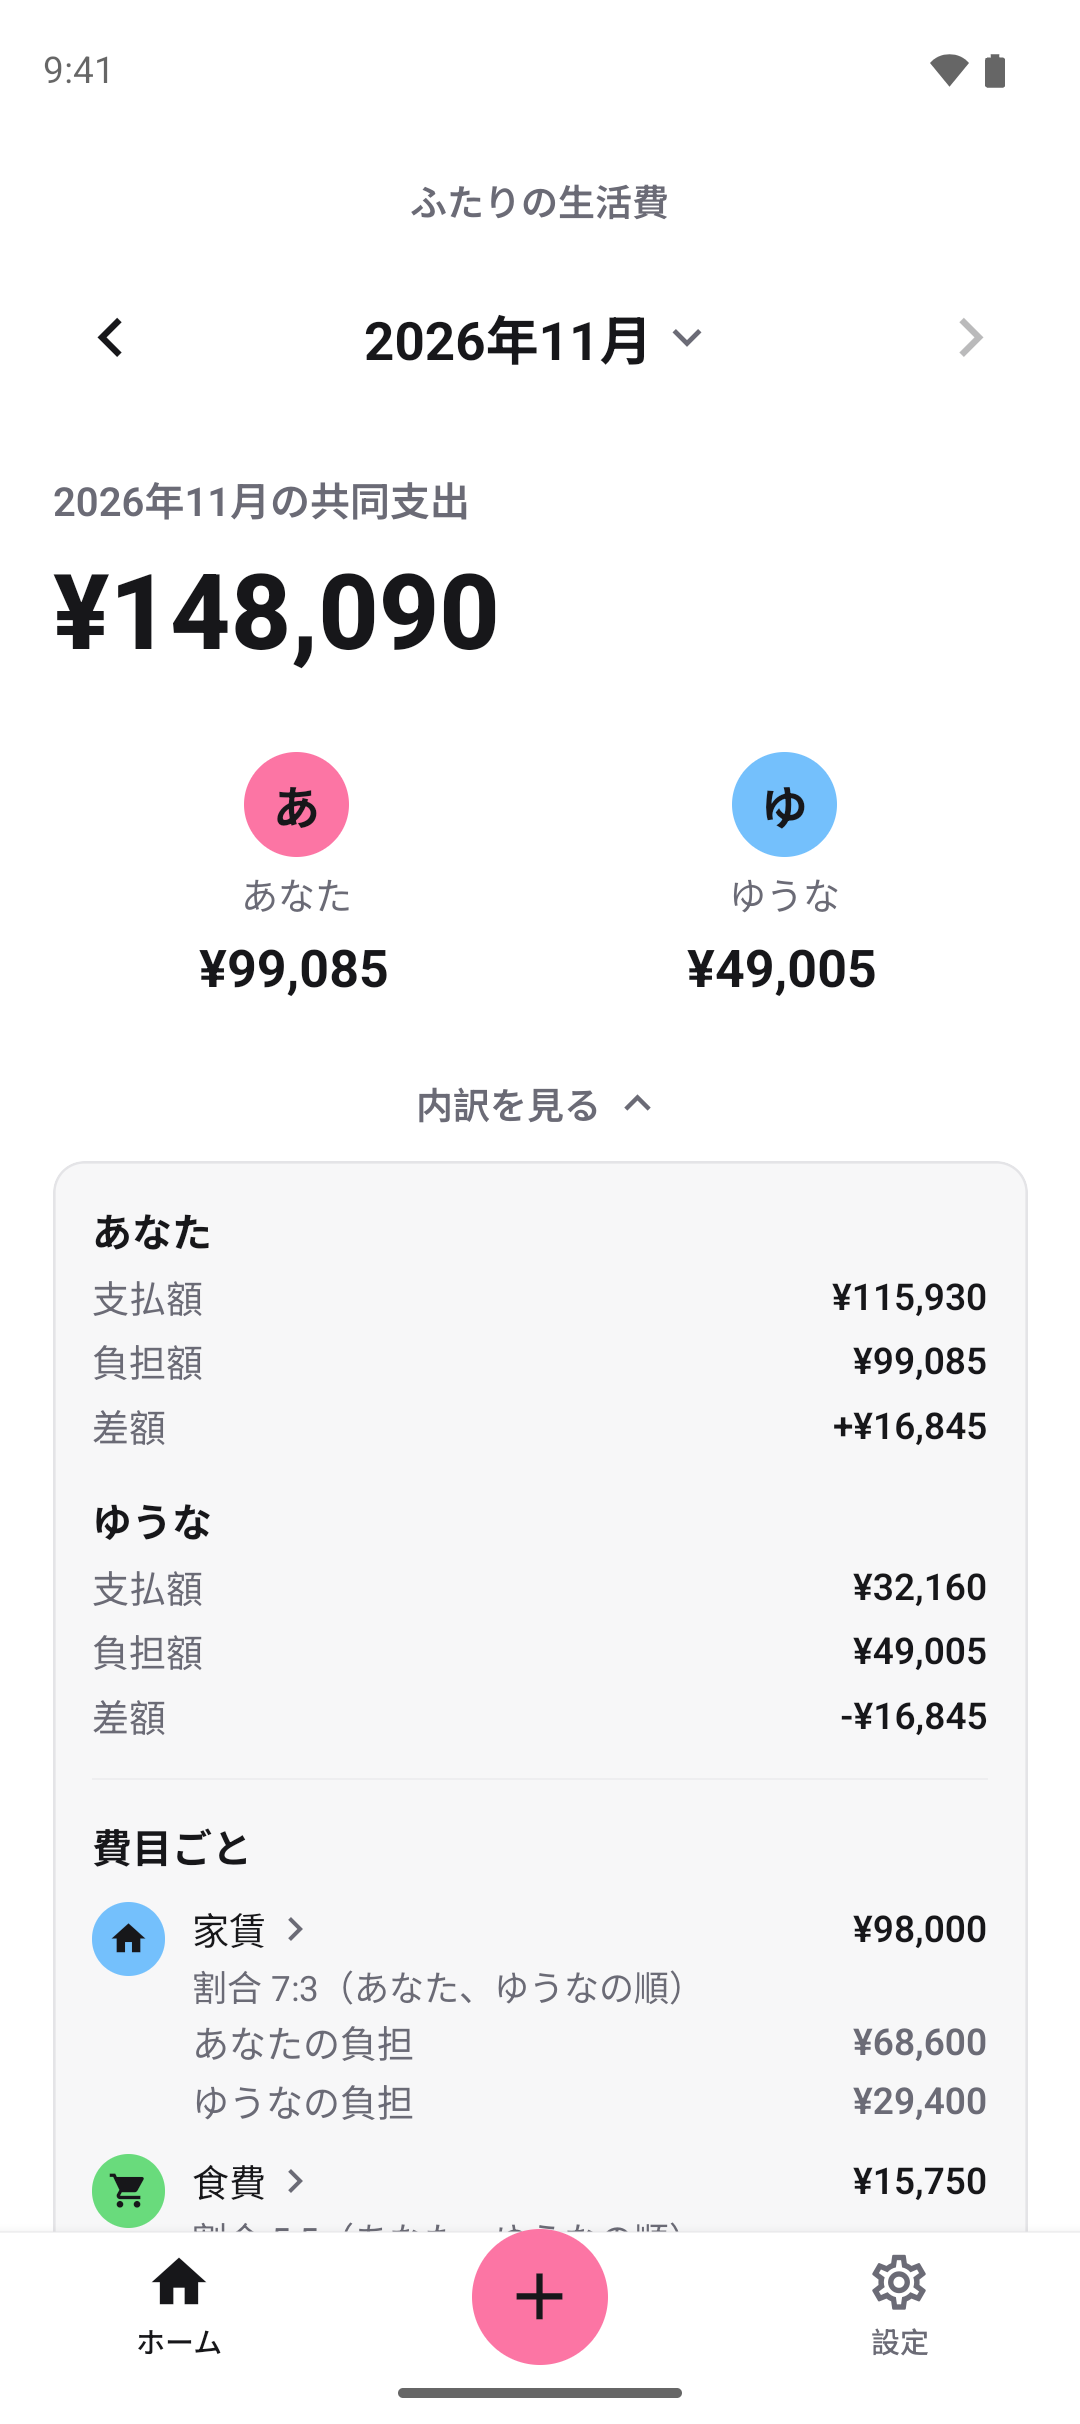 9:41
ふたりの生活費
2026年11月
2026年11月の共同支出
¥148,090
あ
ゆ
あなた
ゆうな
¥99,085
¥49,005
内訳を見る
あなた
支払額 ¥115,930
負担額 ¥99,085
差額 +¥16,845
ゆうな
支払額 ¥32,160
負担額 ¥49,005
差額 -¥16,845
費目ごと
家賃 ¥98,000
割合 7:3（あなた、ゆうなの順）
あなたの負担 ¥68,600
ゆうなの負担 ¥29,400
食費 ¥15,750
ホーム
設定